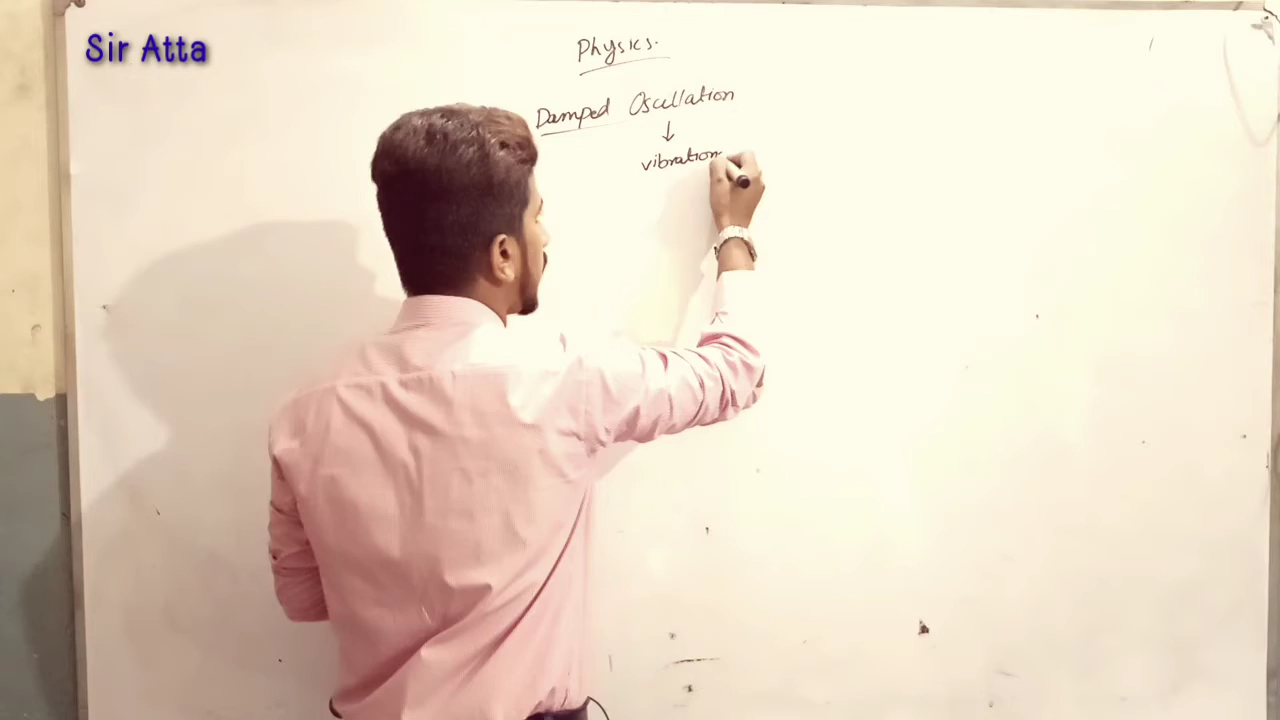 Sir Atta
Physics.
Damped Oscillation
↓
vibration